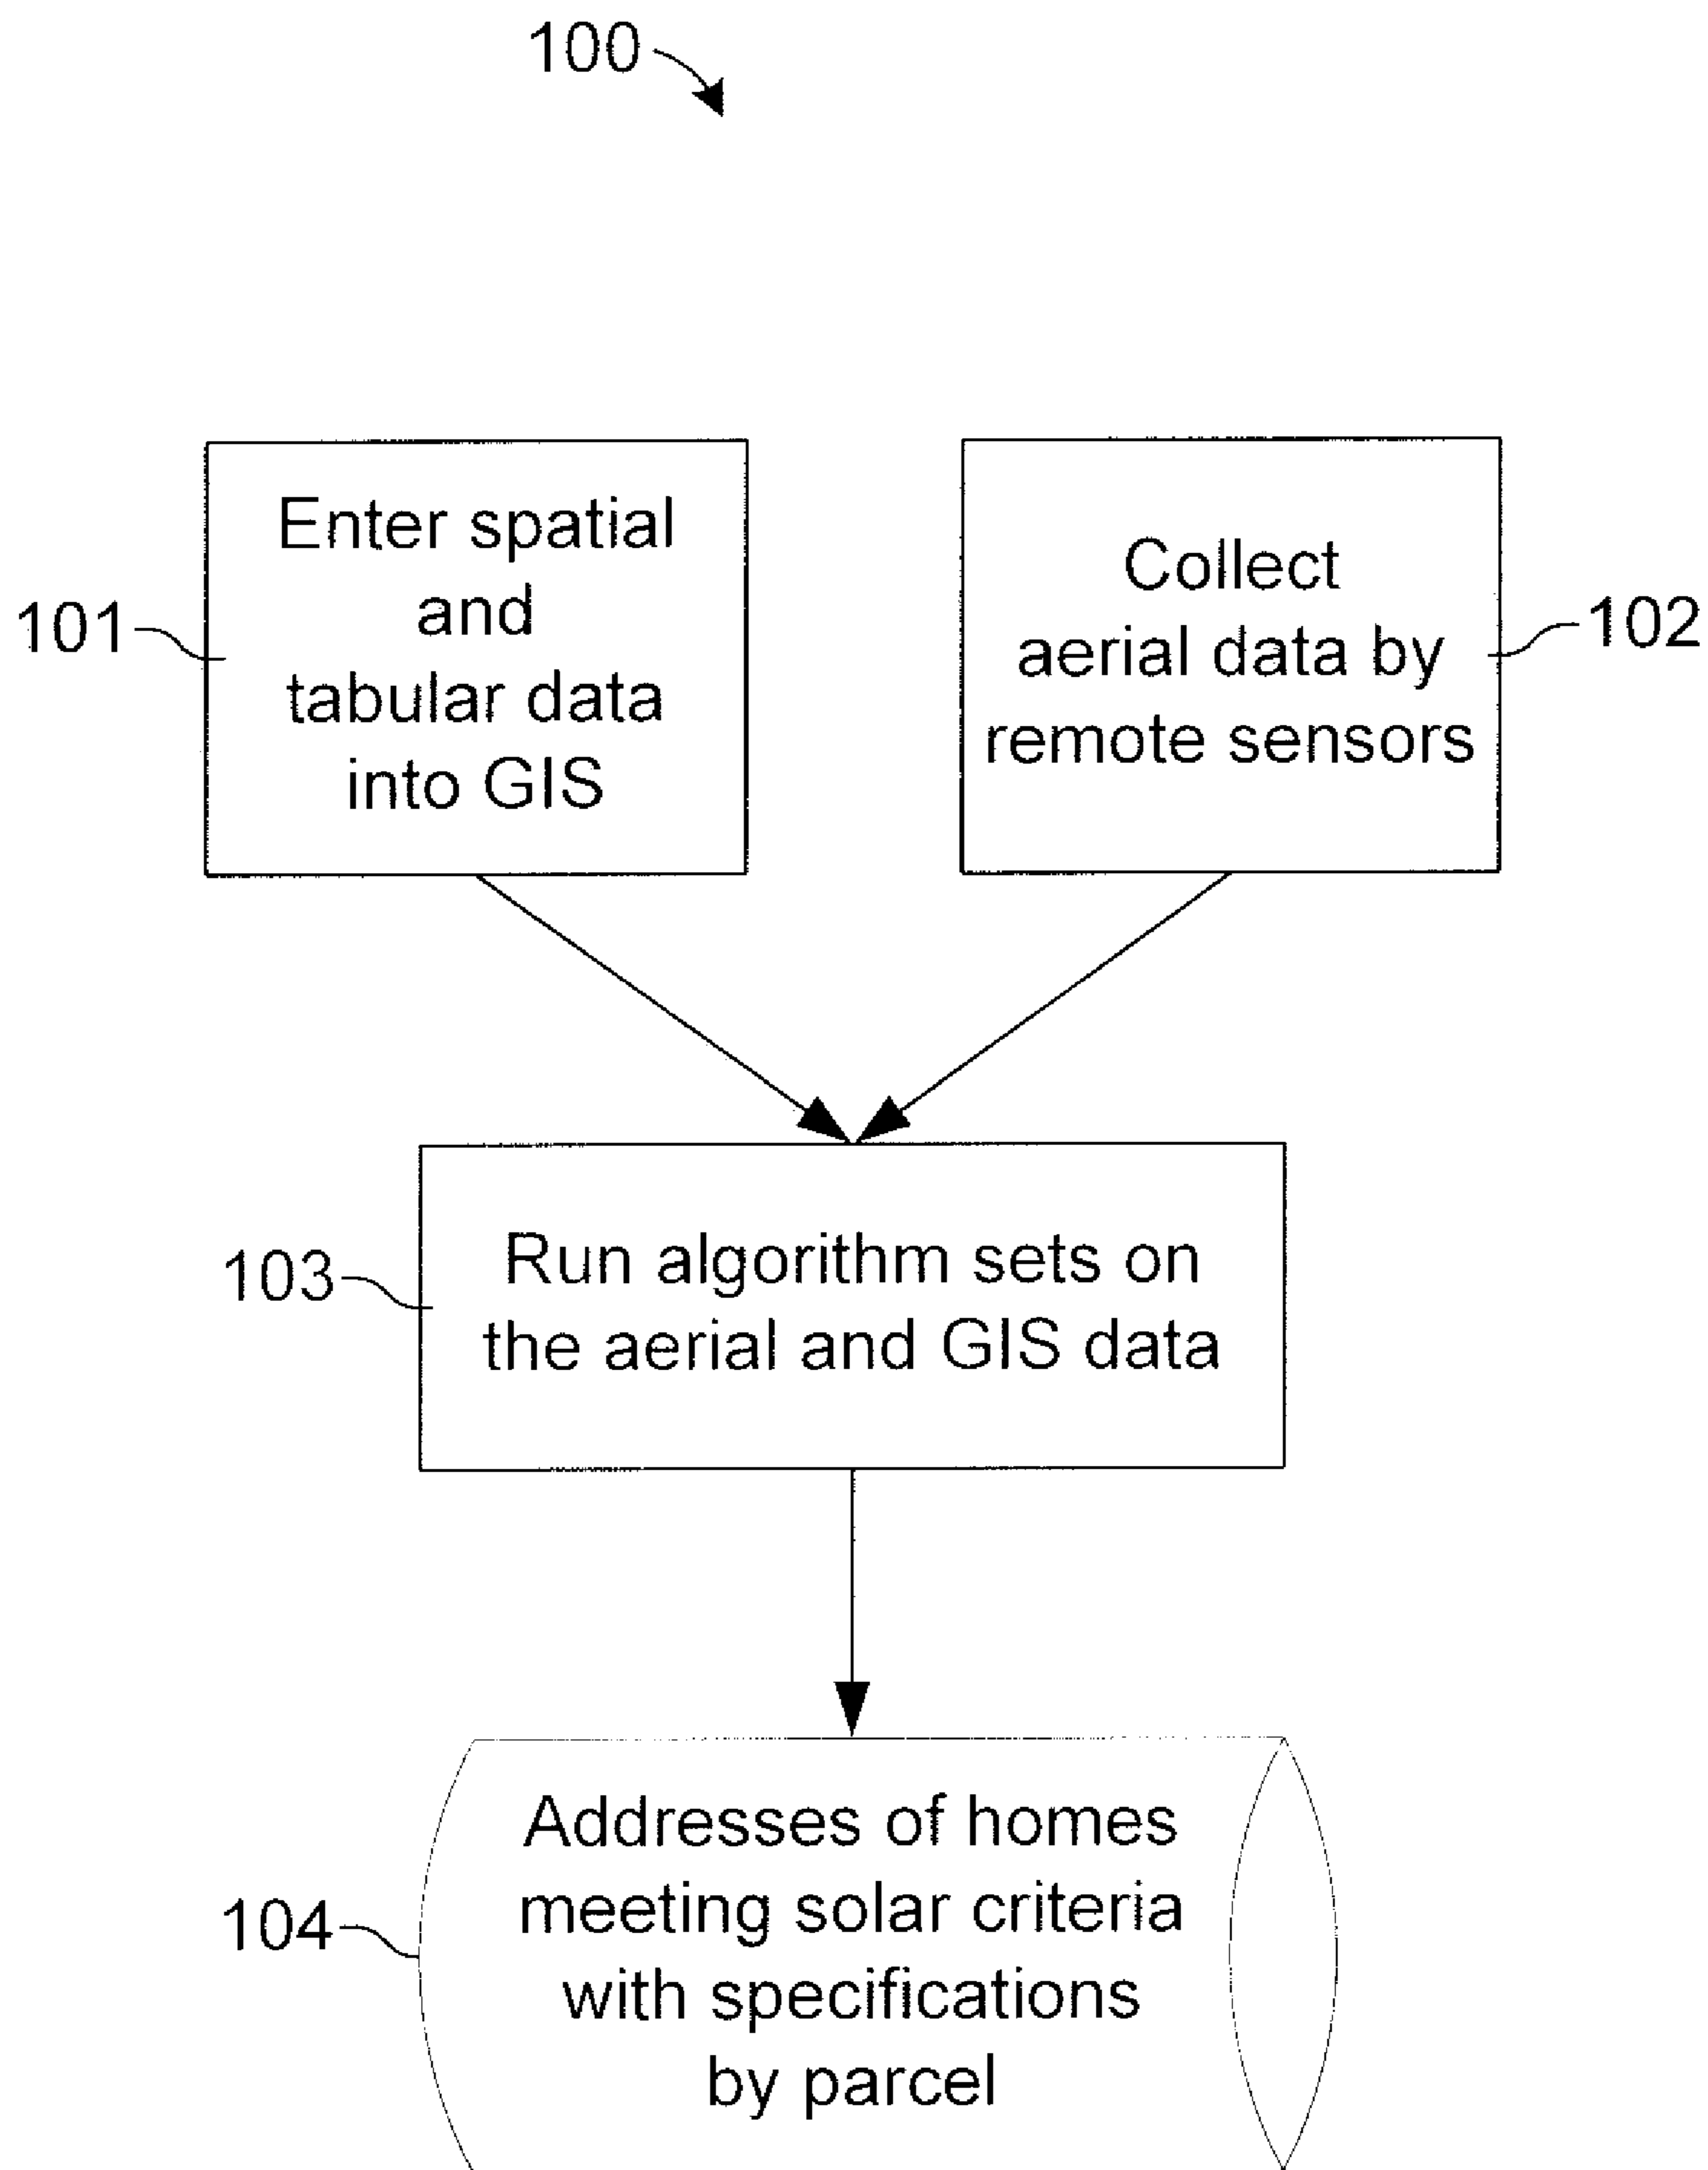 100
Enter spatial
and
tabular data
into GIS
101
Collect
aerial data by
remote sensors
102
Run algorithm sets on
the aerial and GIS data
103
Addresses of homes
meeting solar criteria
with specifications
by parcel
104